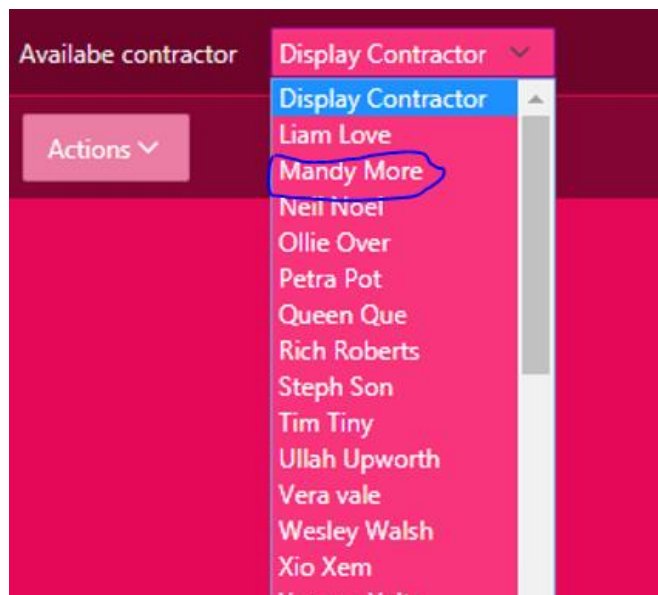 Availabe contractor
Display Contractor
Display Contractor
Actions
Liam Love
Mandy More
Neil Noel
Ollie Over
Petra Pot
Queen Que
Rich Roberts
Steph Son
Tim Tiny
Ullah Upworth
Vera vale
Wesley Walsh
Xio Xem